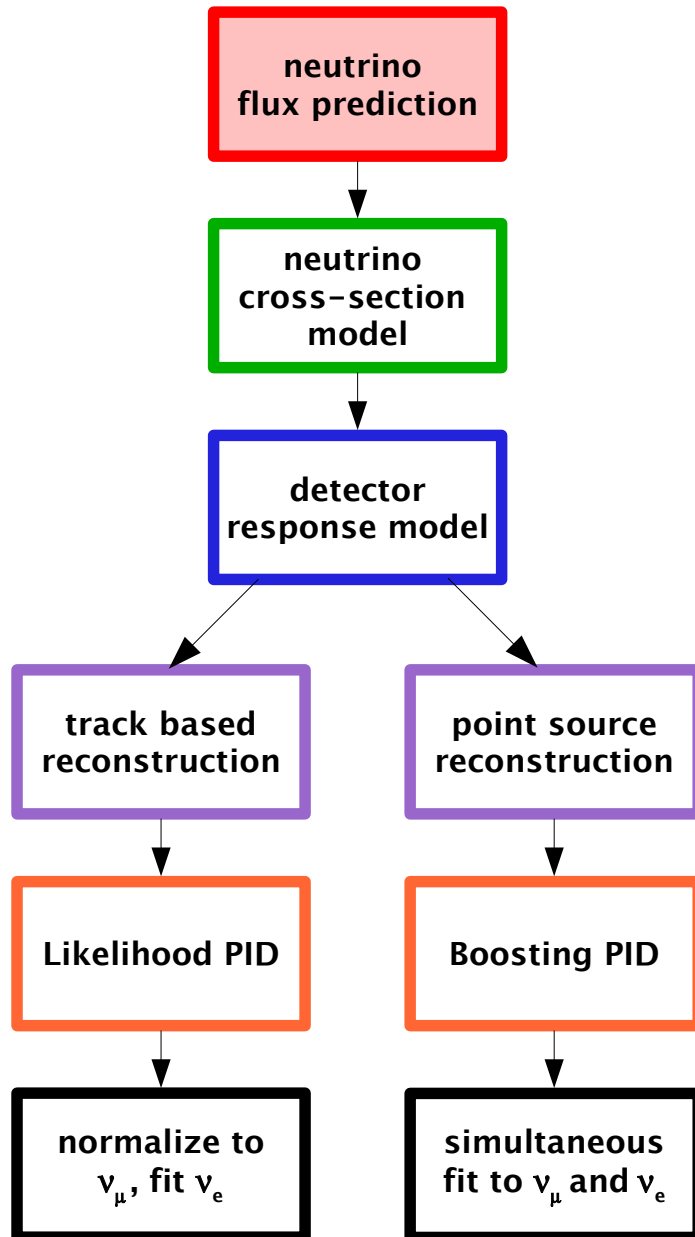 neutrino
flux prediction
neutrino
cross-section
model
detector
response model
track based
reconstruction
point source
reconstruction
Likelihood PID
Boosting PID
normalize to
νμ, fit νe
simultaneous
fit to νμ and νe